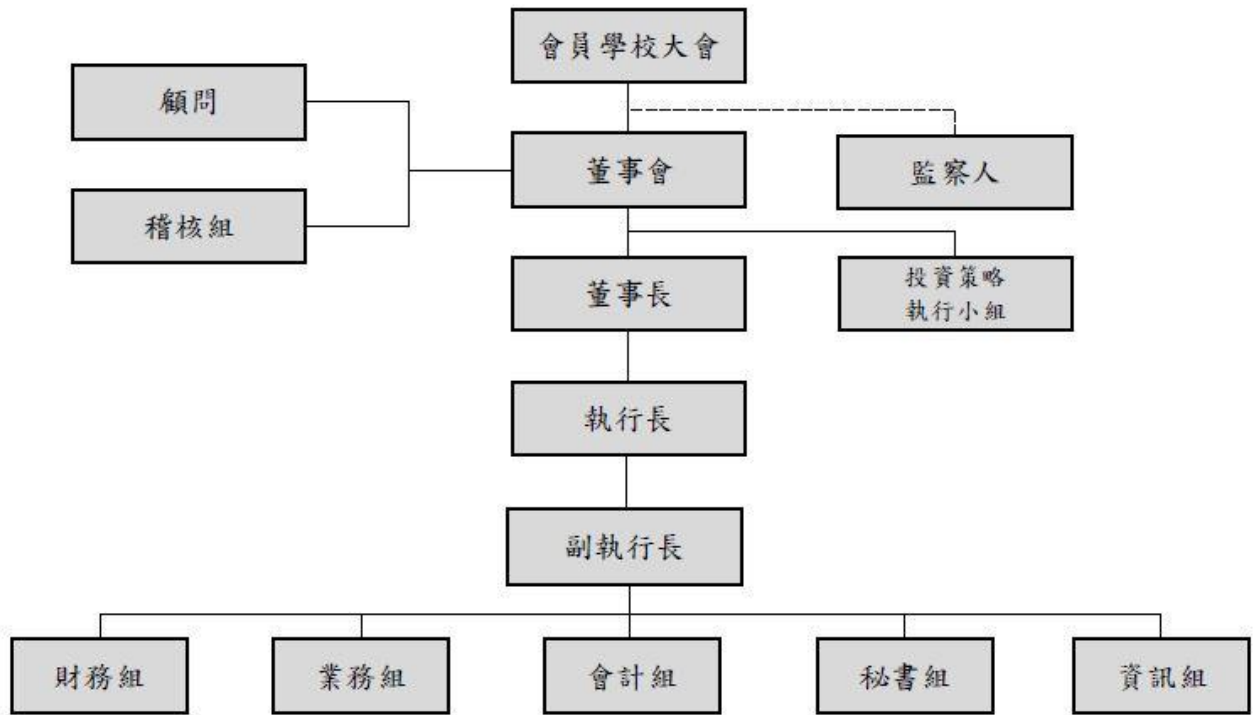 會員學校大會
顧問
董事會
監察人
稽核組
董事長
投資策略
執行小組
執行長
副執行長
財務組
業務組
會計組
秘書組
資訊組